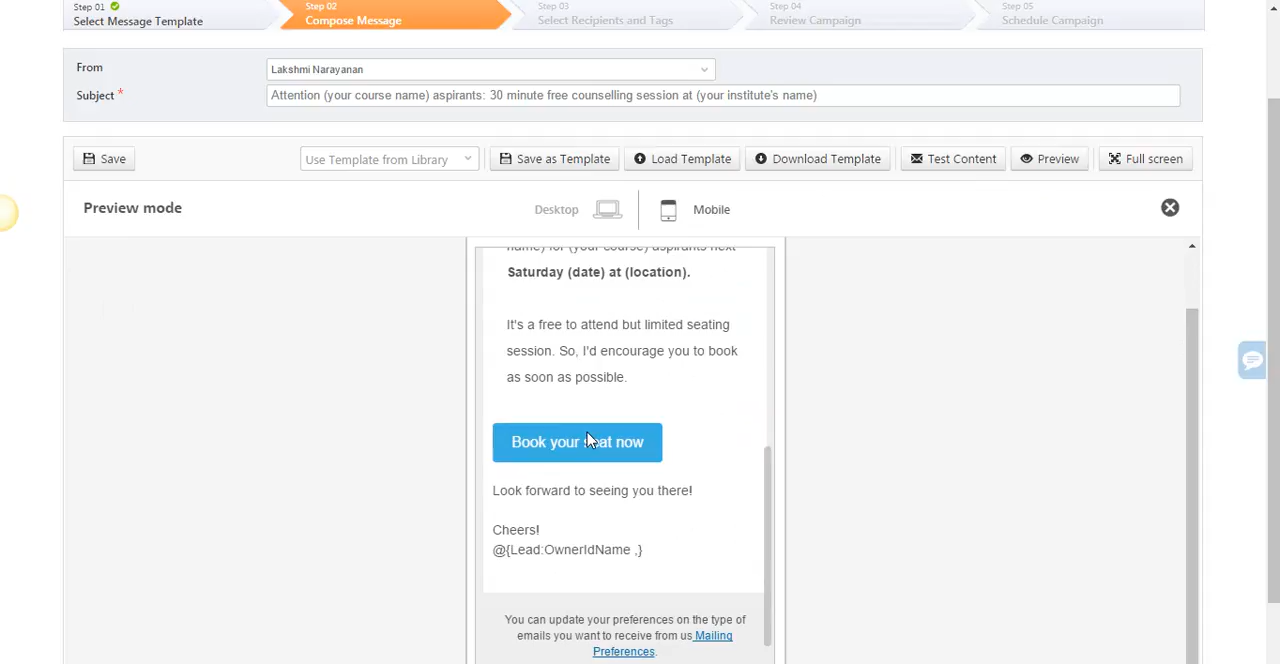 Step 01
Select Message Template
Step 02
Compose Message
Step 03
Select Recipients and Tags
Step 04
Review Campaign
Step 05
Schedule Campaign
From
Lakshmi Narayanan
Subject *
Attention (your course name) aspirants: 30 minute free counselling session at (your institute's name)
Save
Use Template from Library
Save as Template
Load Template
Download Template
Test Content
Preview
Full screen
Preview mode
Desktop
Mobile
name) for (your course) aspirants next
Saturday (date) at (location).
It's a free to attend but limited seating
session. So, I'd encourage you to book
as soon as possible.
Book your seat now
Look forward to seeing you there!
Cheers!
@{Lead:OwnerIdName ,}
You can update your preferences on the type of
emails you want to receive from us Mailing
Preferences.